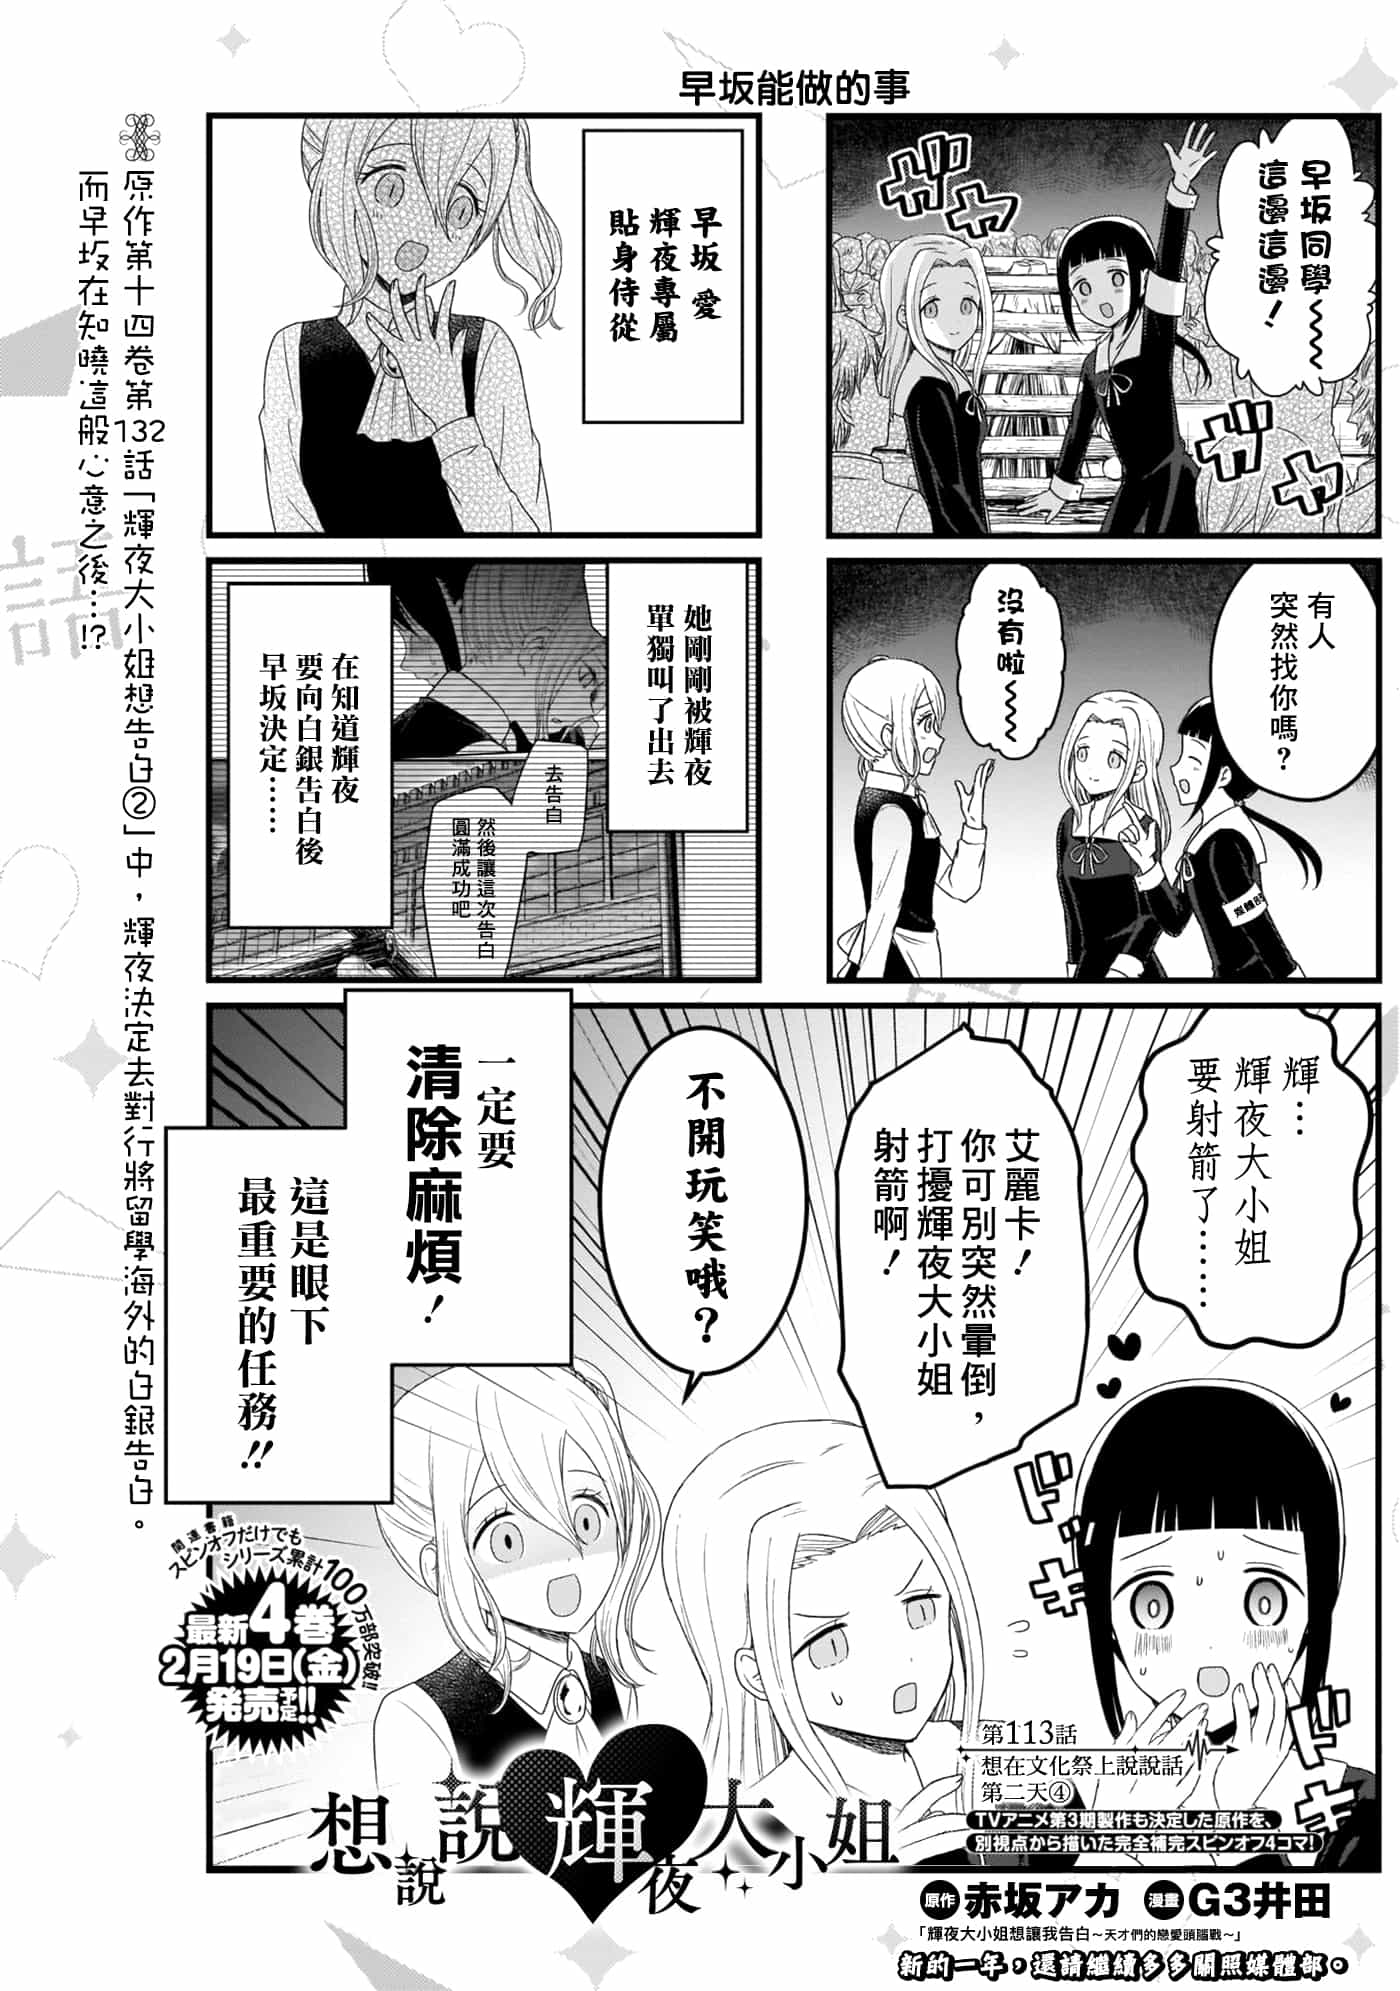 早坂能做的事
早坂同學～
這邊這邊！
ザワ
ザワ
ザワ
ザワ
有人
突然找你嗎？
沒有啦～
輝…
輝夜大小姐
要射箭了……
艾麗卡！
你可別突然暈倒，
打擾輝夜大小姐
射箭啊！
不開玩笑哦？
ドキ
ドキ
ドキ
ドキ
早坂 愛
輝夜專屬
貼身侍從
她剛剛被輝夜
單獨叫了出去
去告白
然後讓這次告白
圓滿成功吧
在知道輝夜
要向白銀告白後
早坂決定……
一定要
清除麻煩！
這是眼下
最重要的任務!!
原作第十四卷第132話「輝夜大小姐想告白②」中，輝夜決定去對行將留學海外的白銀告白。
而早坂在知曉這般心意之後……!?
関連書籍
スピンオフだけでも
シリーズ累計100万部突破!!
最新4巻
2月19日(金)
発売予定!!
想說說輝夜大小姐
第113話
想在文化祭上說說話
第二天④
TVアニメ第3期製作も決定した原作を、
別視点から描いた完全補完スピンオフ4コマ！
原作 赤坂アカ 漫畫 G3井田
「輝夜大小姐想讓我告白～天才們的戀愛頭腦戰～」
新的一年，還請繼續多多關照媒體部。